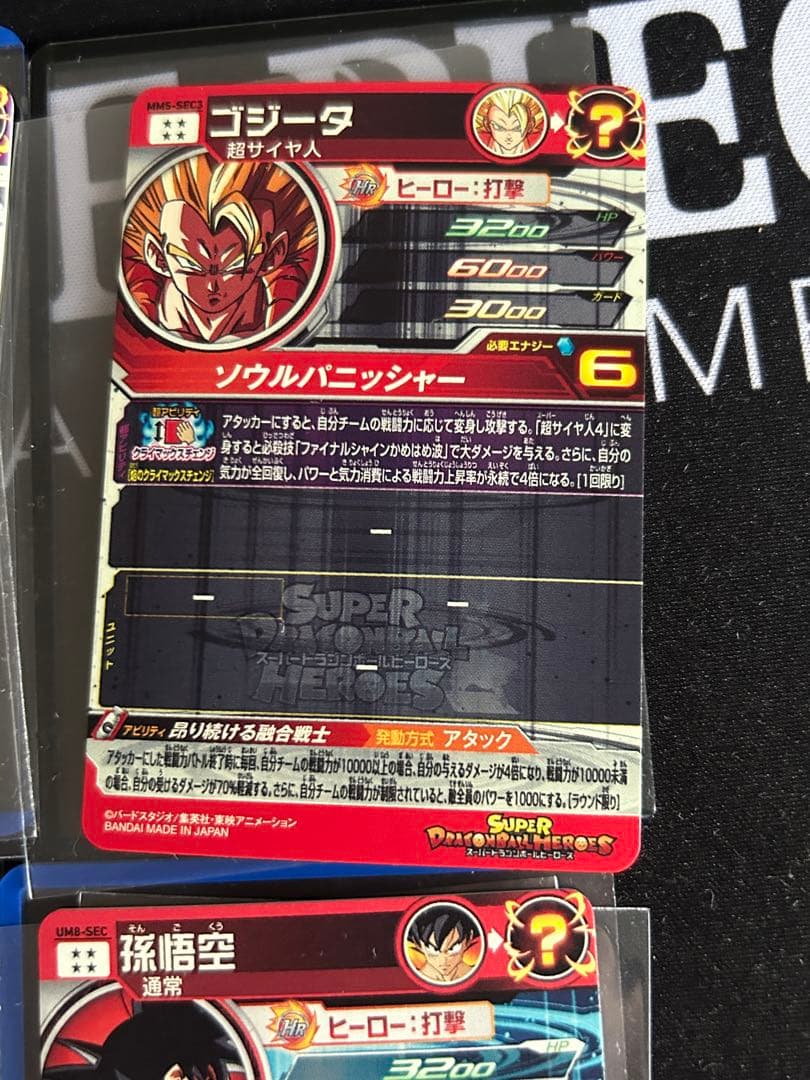 MM5-SEC3
ゴジータ
超サイヤ人
?
HR ヒーロー:打撃
3200 HP
6000 パワー
3000 カード
必要エナジー 6
ソウルパニッシャー
超アビリティ
クライマックスチェンジ
アタッカーにすると、自分チームの戦闘力に応じて変身し攻撃する。「超サイヤ人4」に変
身すると必殺技「ファイナルシャインかめはめ波」で大ダメージを与える。さらに、自分の
気力が全回復し、パワーと気力消費による戦闘力上昇率が永続で4倍になる。[1回限り]
ー
ー ー
ー
ユニット
SUPER
DRAGONBALL
スーパードラゴンボールヒーローズ
HEROES
アビリティ 昂り続ける融合戦士 発動方式 アタック
アタッカーにした戦闘力バトル終了時に毎回、自分チームの戦闘力が10000以上の場合、自分の与えるダメージが4倍になり、戦闘力が10000未満
の場合、自分の受けるダメージが70%軽減する。さらに、自分チームの戦闘力が制限されていると、敵全員のパワーを1000にする。[ラウンド限り]
©バードスタジオ/集英社・東映アニメーション
BANDAI MADE IN JAPAN
SUPER
DRAGONBALL HEROES
スーパードラゴンボールヒーローズ
UM8-SEC
そん ご くう
孫悟空
通常
?
HR ヒーロー:打撃
3200 HP